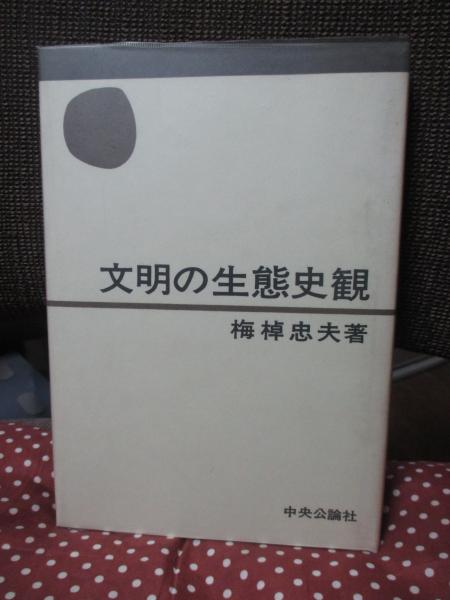 文明の生態史観
梅棹忠夫著
中央公論社